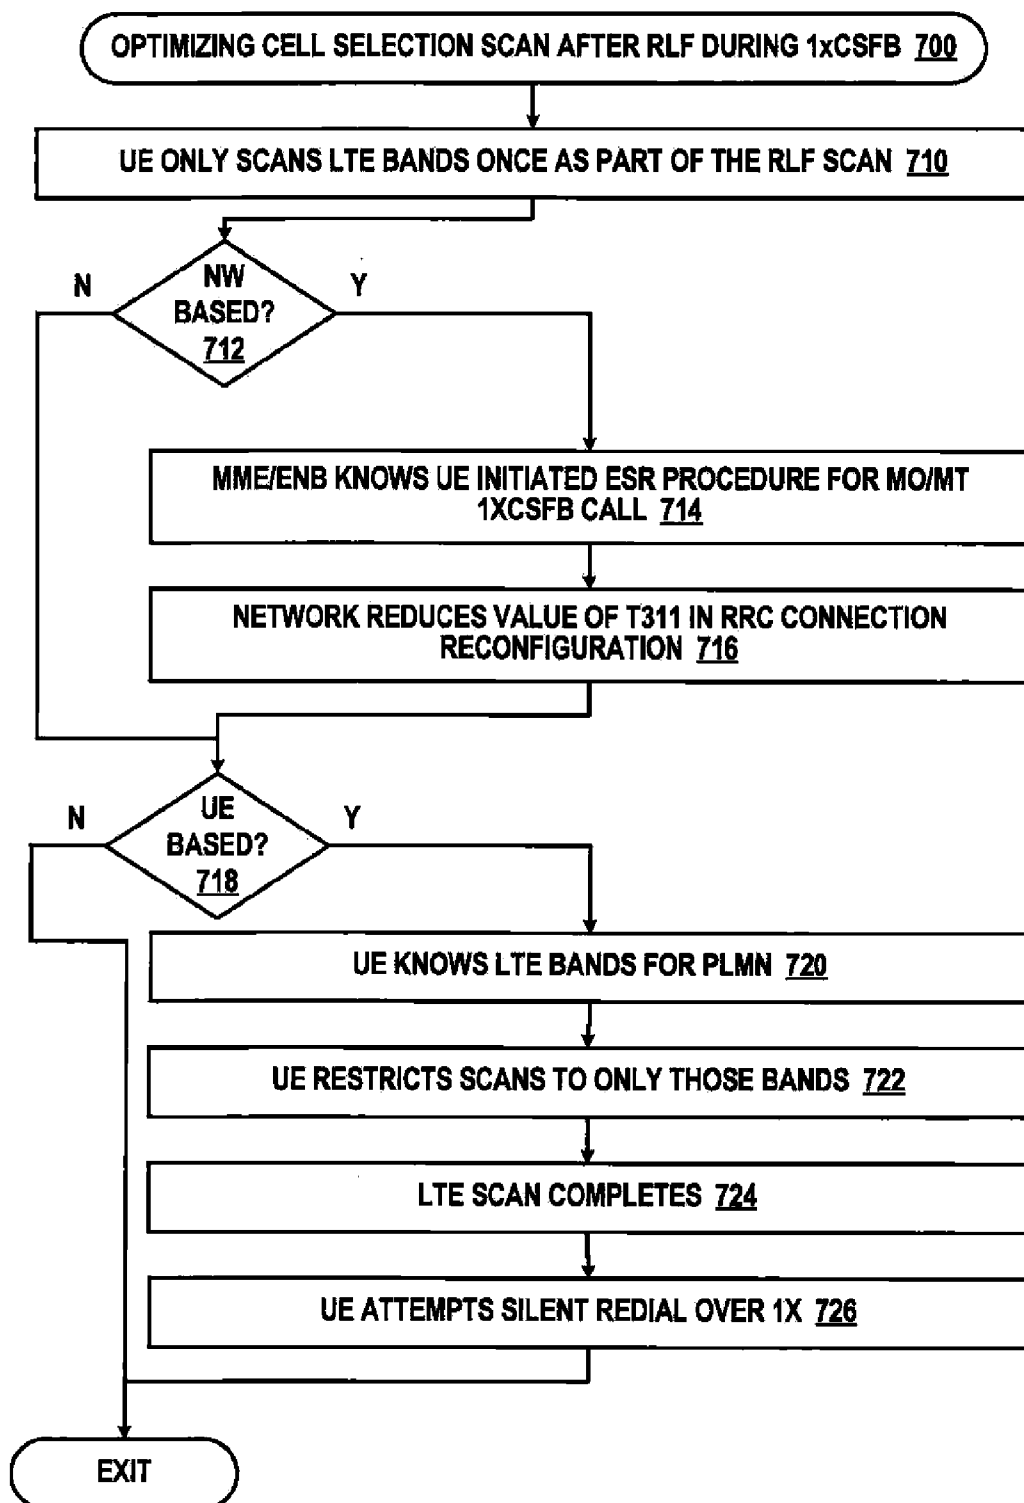 OPTIMIZING CELL SELECTION SCAN AFTER RLF DURING 1xCSFB 700
UE ONLY SCANS LTE BANDS ONCE AS PART OF THE RLF SCAN 710
N
NW
BASED?
712
Y
MME/ENB KNOWS UE INITIATED ESR PROCEDURE FOR MO/MT
1XCSFB CALL 714
NETWORK REDUCES VALUE OF T311 IN RRC CONNECTION
RECONFIGURATION 716
N
UE
BASED?
718
Y
UE KNOWS LTE BANDS FOR PLMN 720
UE RESTRICTS SCANS TO ONLY THOSE BANDS 722
LTE SCAN COMPLETES 724
UE ATTEMPTS SILENT REDIAL OVER 1X 726
EXIT